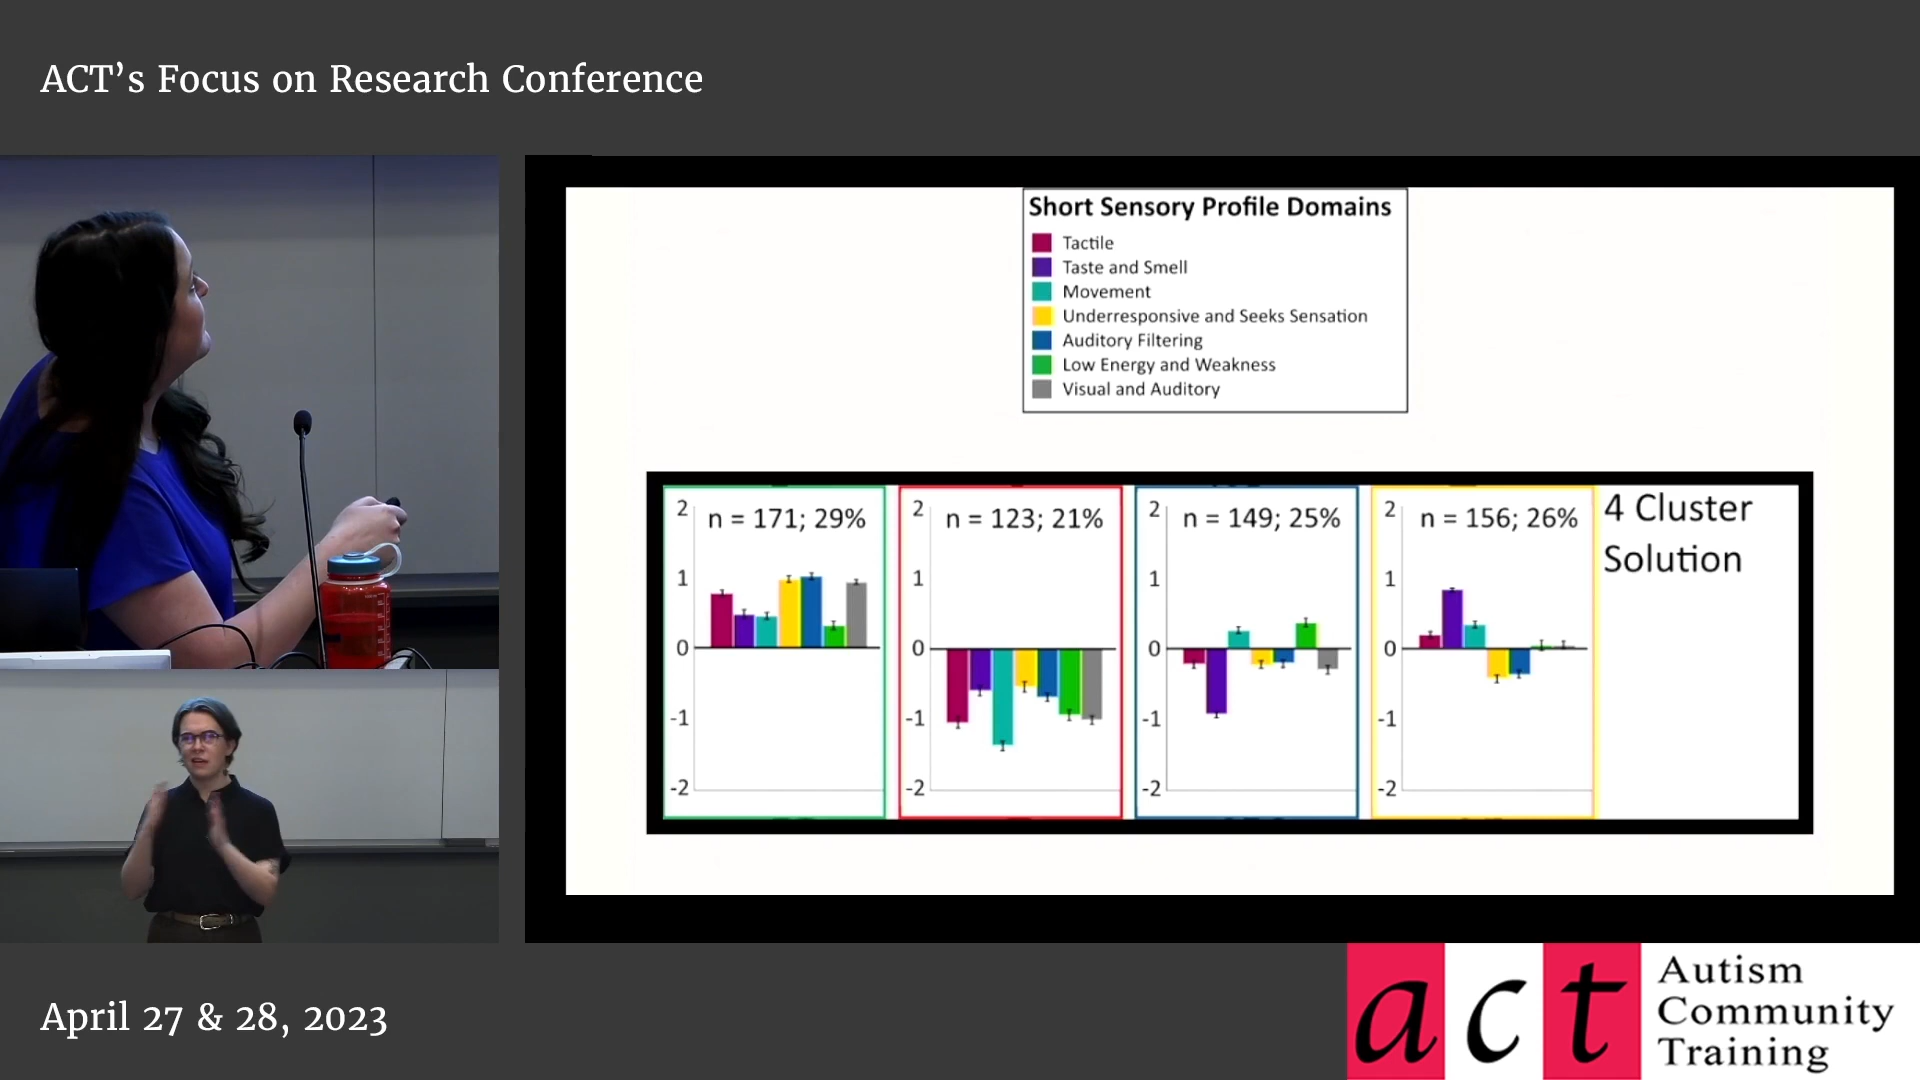 ACT's Focus on Research Conference
Short Sensory Profile Domains
Tactile
Taste and Smell
Movement
Underresponsive and Seeks Sensation
Auditory Filtering
Low Energy and Weakness
Visual and Auditory
2
1
0
-1
-2
n = 171; 29%
2
1
0
-1
-2
n = 123; 21%
2
1
0
-1
-2
n = 149; 25%
2
1
0
-1
-2
n = 156; 26%
4 Cluster
Solution
April 27 & 28, 2023
act
Autism
Community
Training